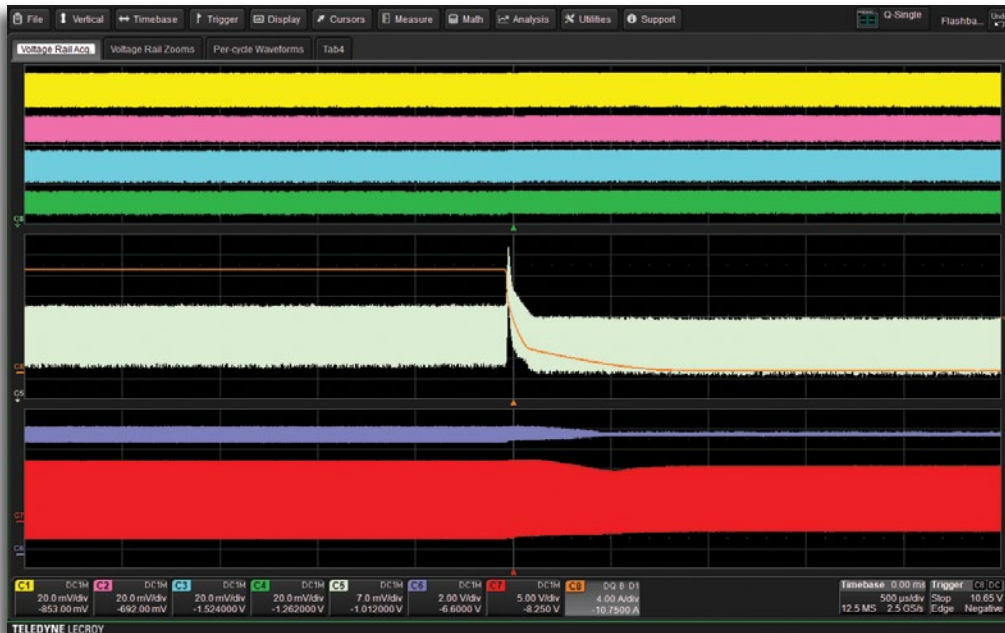 File Vertical Timebase Trigger Display Cursors Measure Math Analysis Utilities Support Q-Single Flashba... Und
Voltage Rail Acq. Voltage Rail Zooms Per-cycle Waveforms Tab4
C8
C5
C7
C6
C1 DC1M C2 DC1M C3 DC1M C4 DC1M C5 DC1M C6 DC1M C7 DC1M C8 DQ B D1 Timebase 0.00 ms Trigger C8 DC
20.0 mV/div 20.0 mV/div 20.0 mV/div 20.0 mV/div 7.0 mV/div 2.00 V/div 5.00 V/div 4.00 A/div 500 µs/div Stop 10.65 V
-853.00 mV -692.00 mV -1.524000 V -1.262000 V -1.012000 V -6.6000 V -8.250 V -10.7500 A 12.5 MS 2.5 GS/s Edge Negative
TELEDYNE LECROY